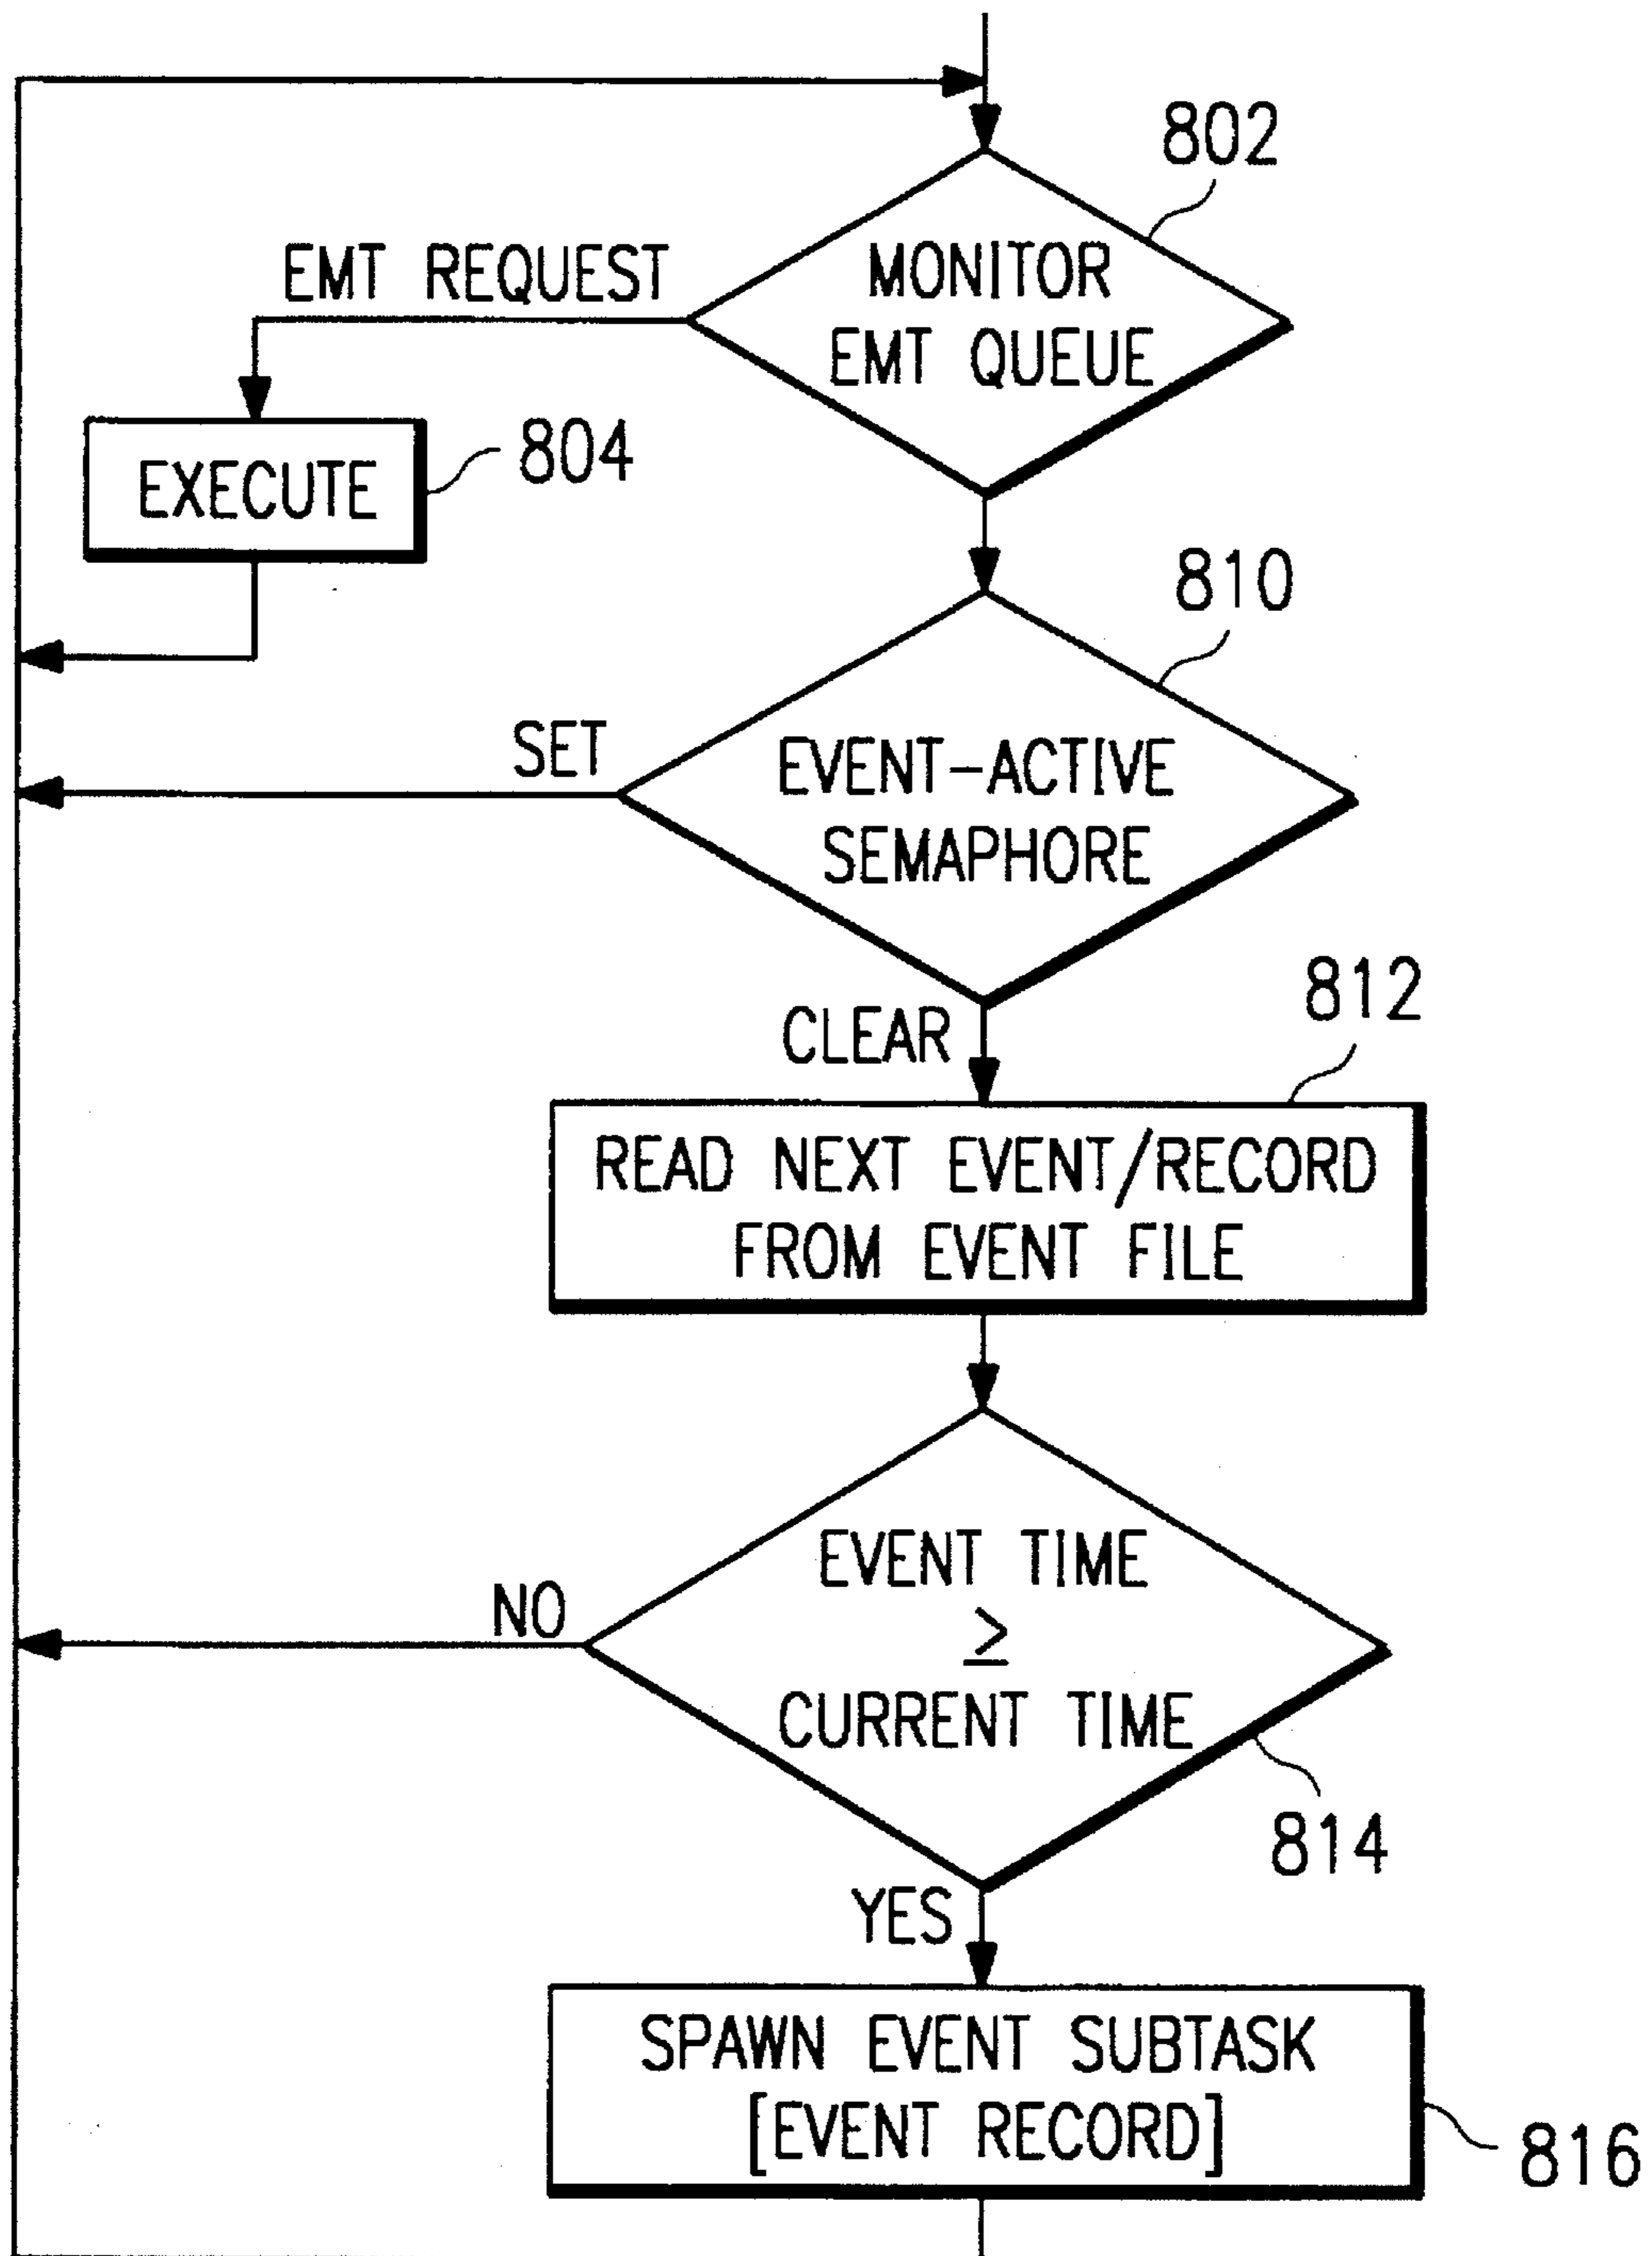 802
MONITOR
EMT QUEUE
EMT REQUEST
EXECUTE
804
810
EVENT-ACTIVE
SEMAPHORE
SET
CLEAR
812
READ NEXT EVENT/RECORD
FROM EVENT FILE
EVENT TIME
≥
CURRENT TIME
NO
814
YES
SPAWN EVENT SUBTASK
[EVENT RECORD]
816